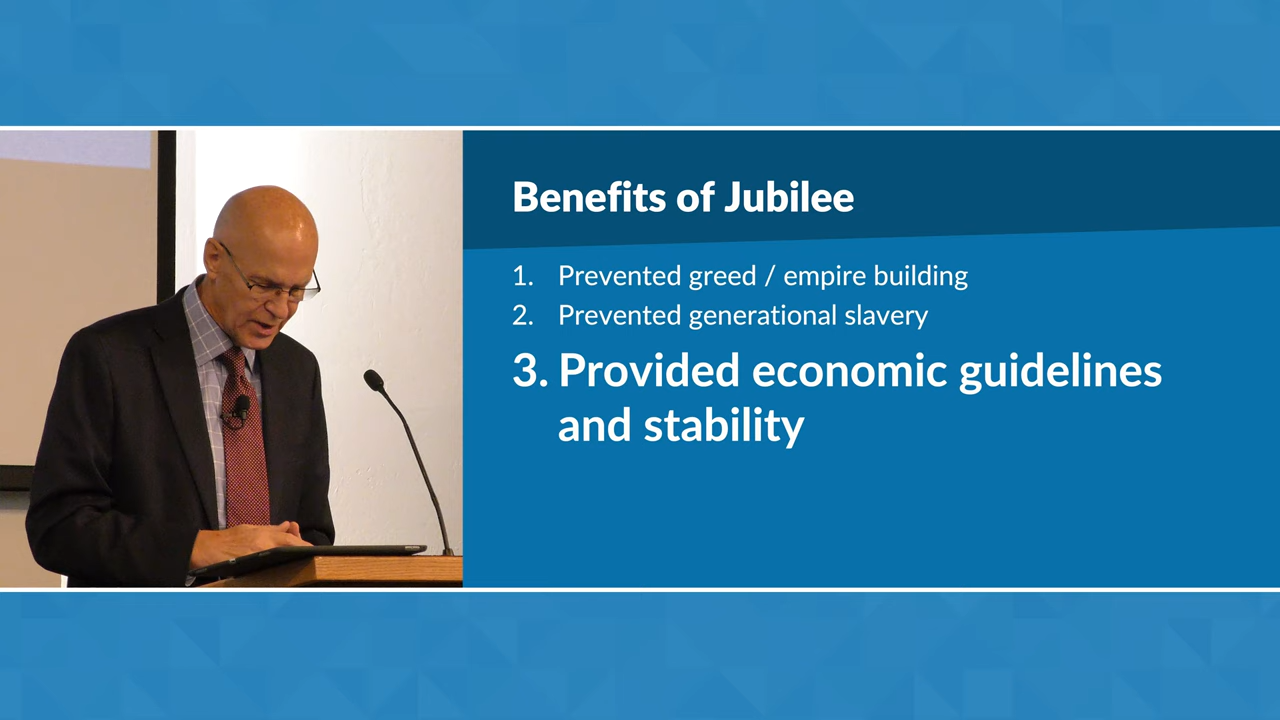 Benefits of Jubilee
1. Prevented greed / empire building
2. Prevented generational slavery
3. Provided economic guidelines
and stability